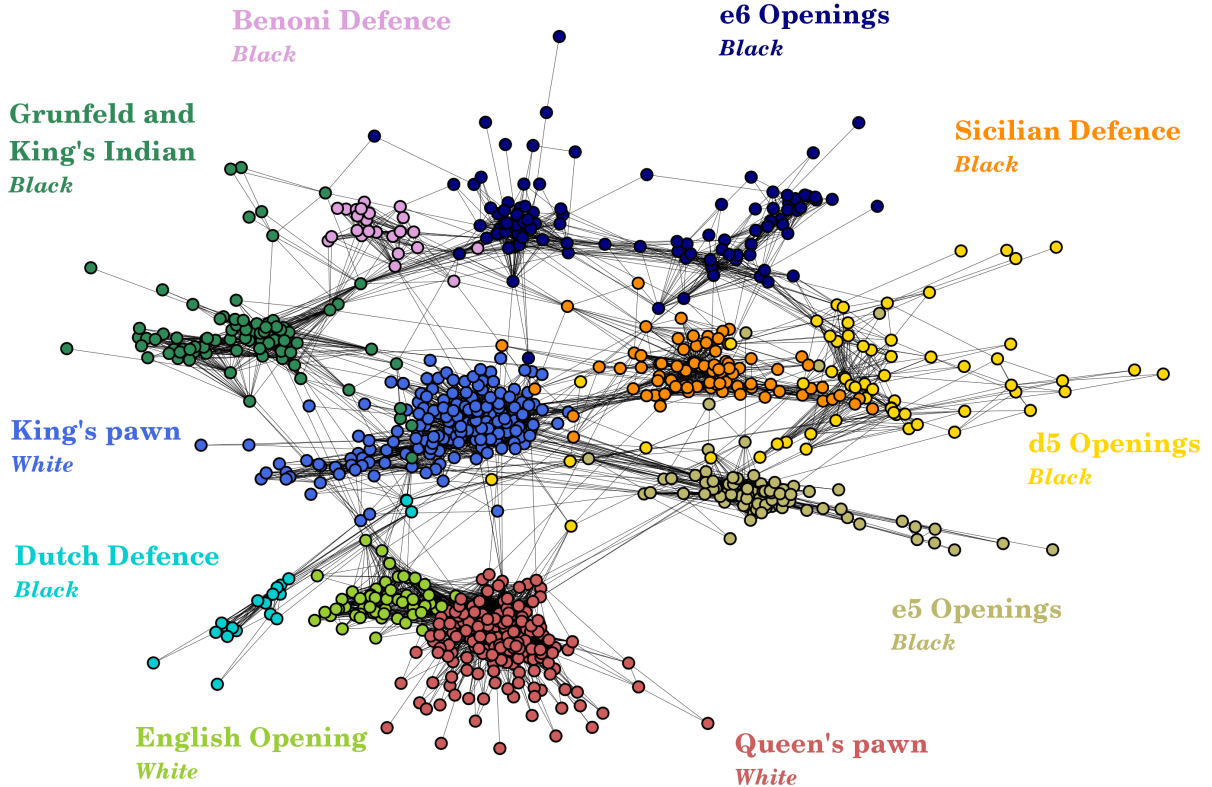 Benoni Defence
Black
e6 Openings
Black
Grunfeld and
King's Indian
Black
Sicilian Defence
Black
King's pawn
White
d5 Openings
Black
Dutch Defence
Black
e5 Openings
Black
English Opening
White
Queen's pawn
White